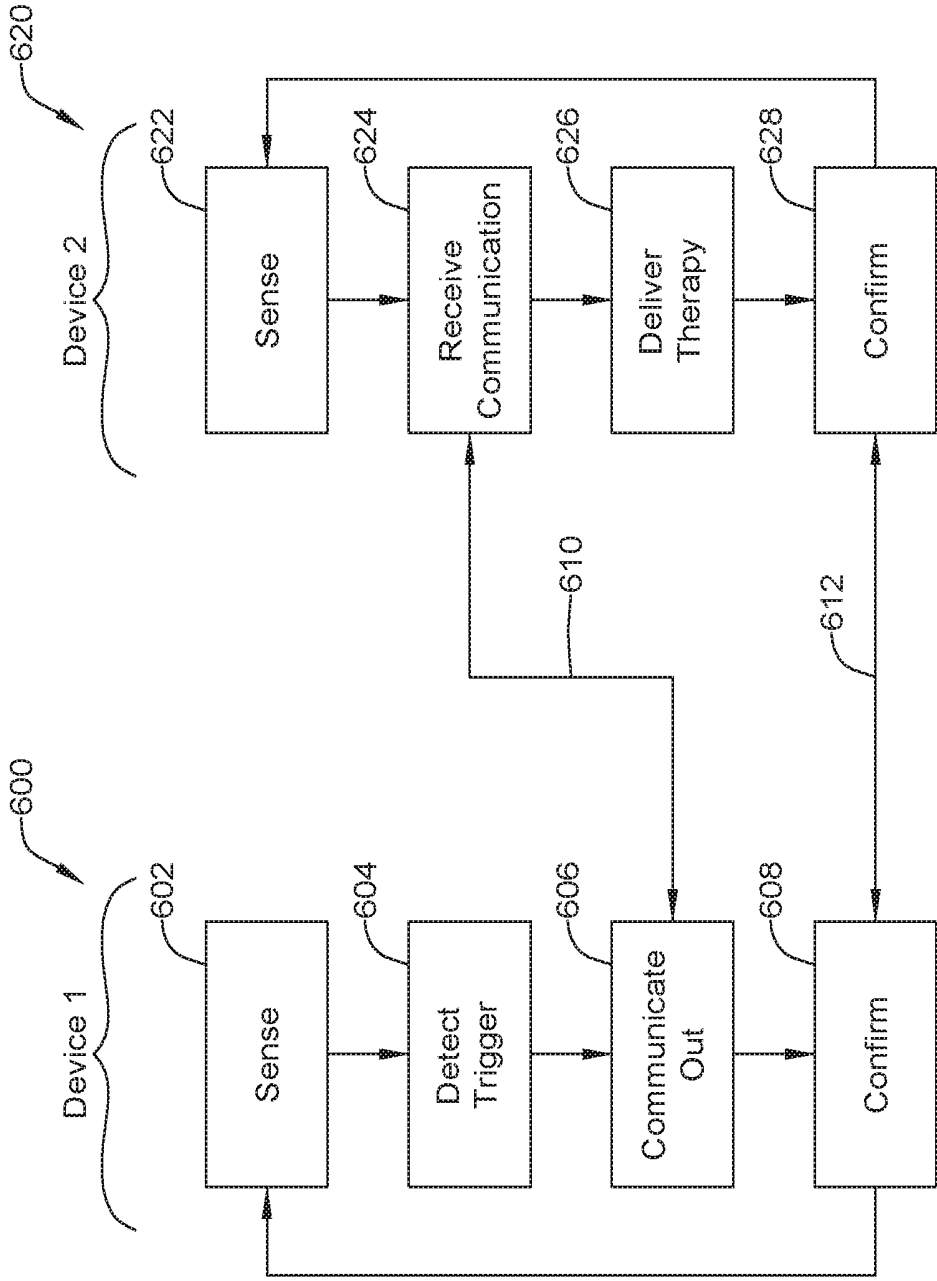 Device 1
600
602
Sense
604
Detect
Trigger
606
Communicate
Out
608
Confirm
610
612
Device 2
620
622
Sense
624
Receive
Communication
626
Deliver
Therapy
628
Confirm